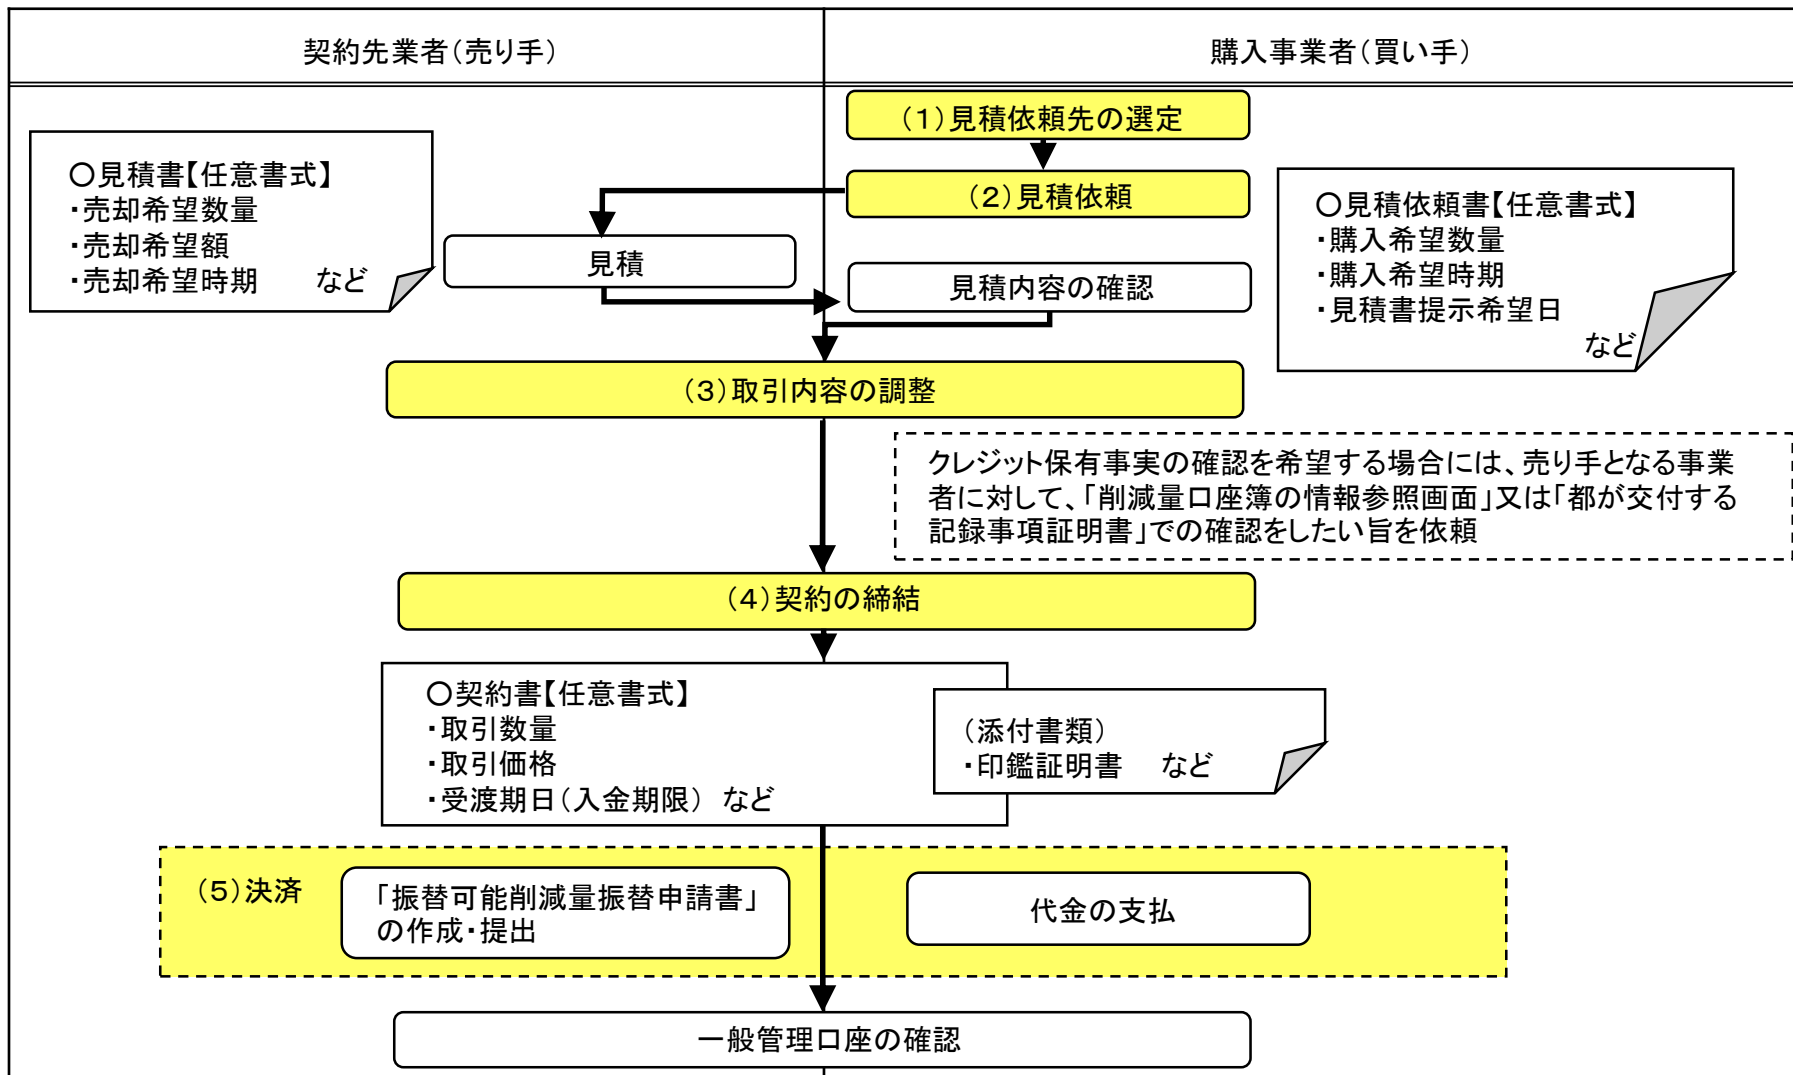 契約先業者（売り手）
購入事業者（買い手）
（１）見積依頼先の選定
（２）見積依頼
○見積書【任意書式】
・売却希望数量
・売却希望額
・売却希望時期　　など
○見積依頼書【任意書式】
・購入希望数量
・購入希望時期
・見積書提示希望日
など
見積
見積内容の確認
（３）取引内容の調整
クレジット保有事実の確認を希望する場合には、売り手となる事業
者に対して、「削減量口座簿の情報参照画面」又は「都が交付する
記録事項証明書」での確認をしたい旨を依頼
（４）契約の締結
○契約書【任意書式】
・取引数量
・取引価格
・受渡期日（入金期限）　など
（添付書類）
・印鑑証明書　　など
（５）決済
「振替可能削減量振替申請書」
の作成・提出
代金の支払
一般管理口座の確認